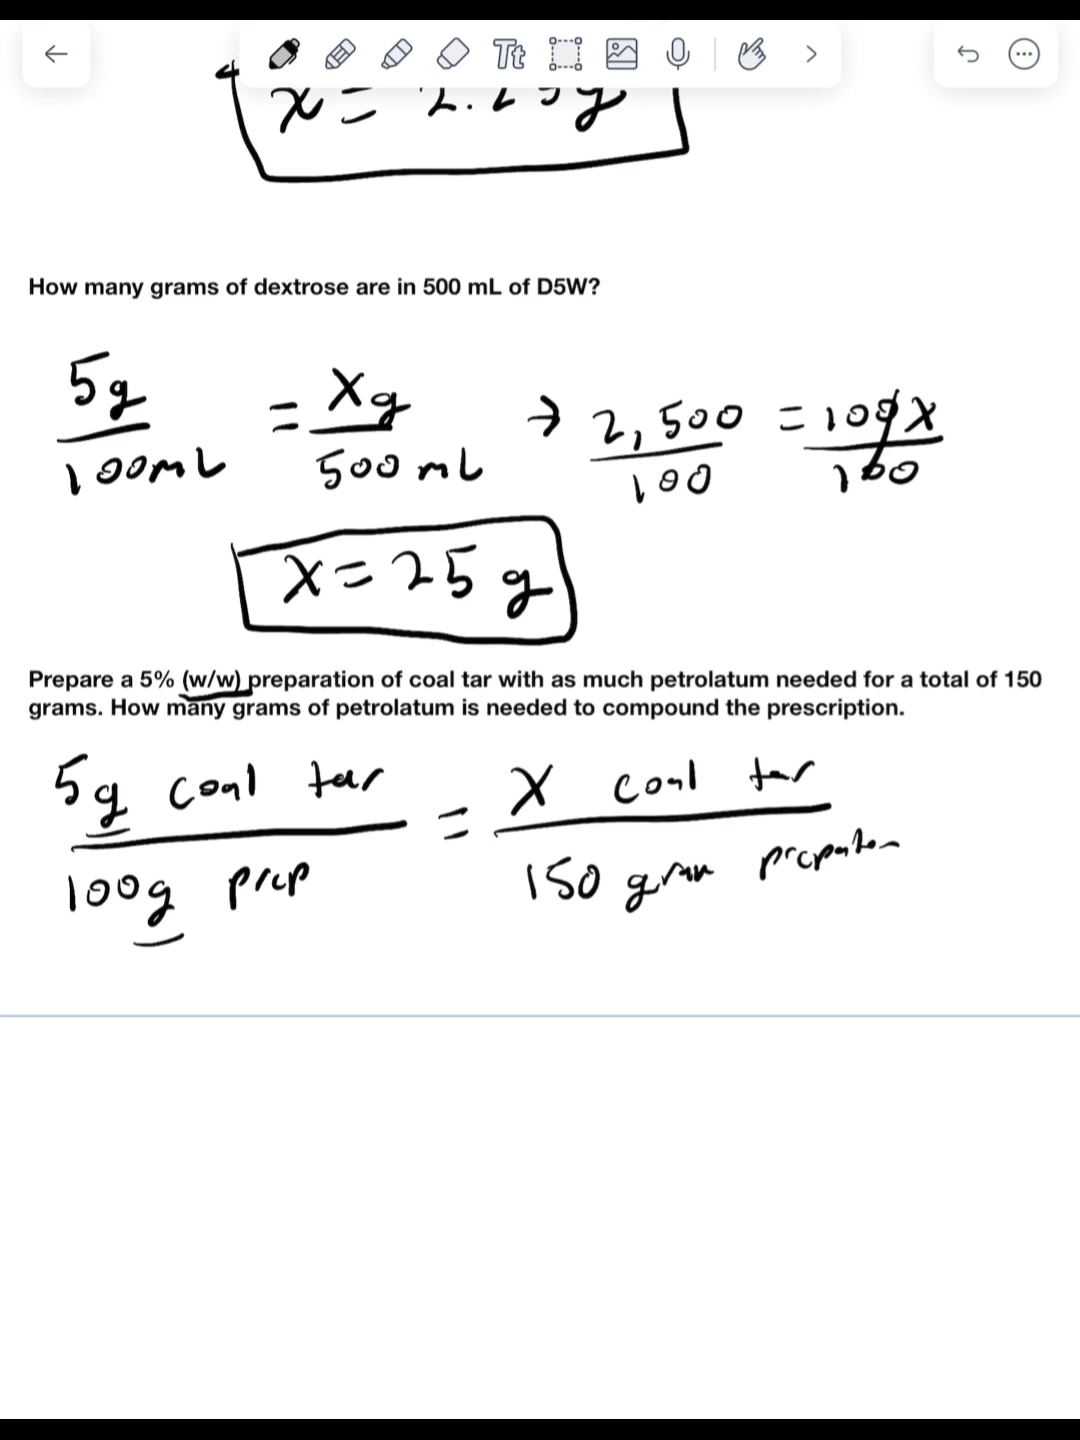 Tt
x = 2.25g
How many grams of dextrose are in 500 mL of D5W?
5g = xg → 2,500 = 100x
100mL 500 mL 100 100
x = 25 g
Prepare a 5% (w/w) preparation of coal tar with as much petrolatum needed for a total of 150
grams. How many grams of petrolatum is needed to compound the prescription.
5g coal tar = X coal tar
100g prep 150 gram preparation